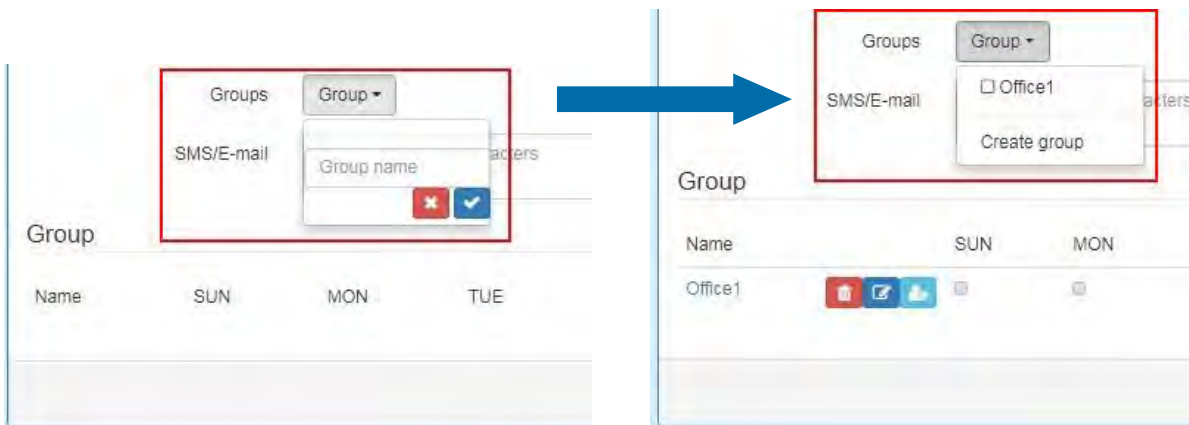 Groups Group
SMS/E-mail
Group name
acters
Group
Name SUN MON TUE
Groups Group
Office1
SMS/E-mail
acters
Create group
Group
Name SUN MON
Office1